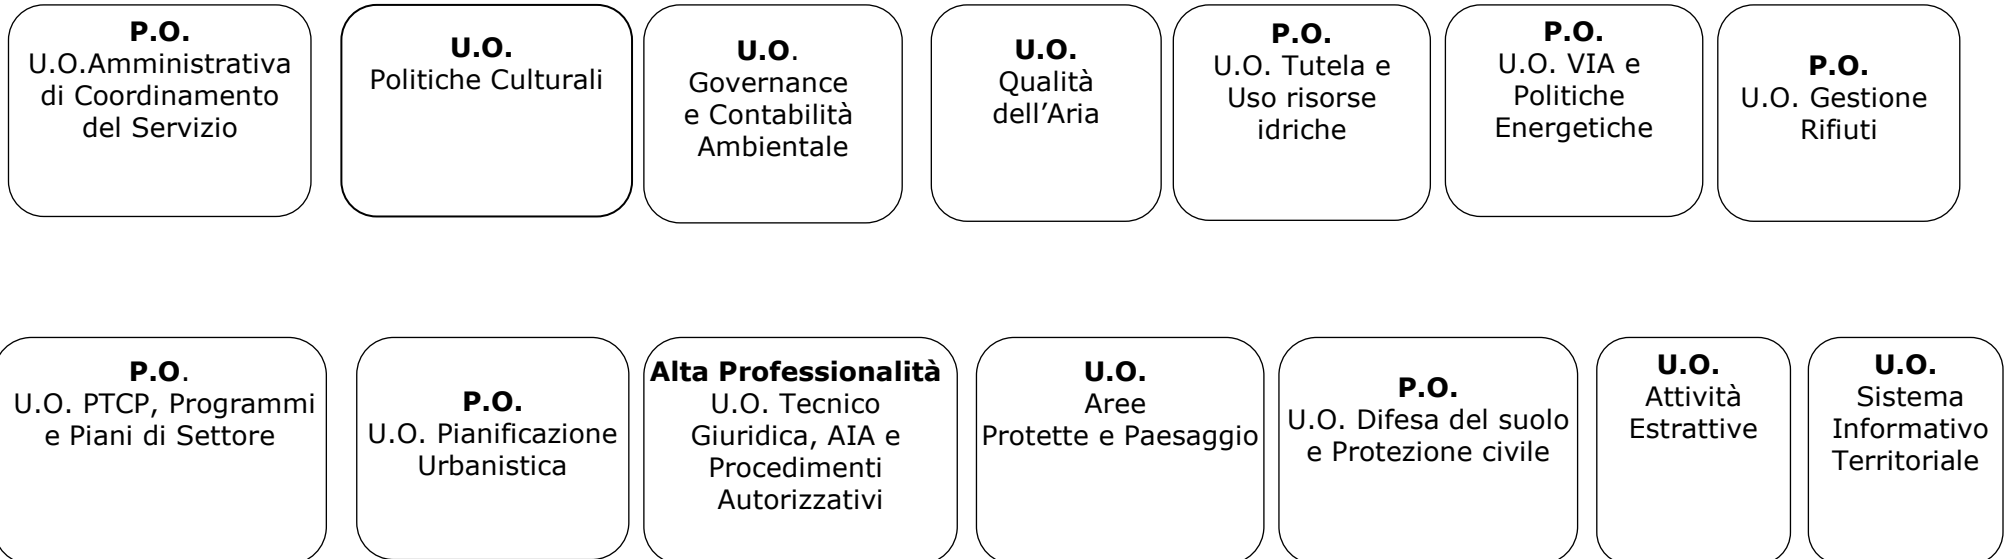 P.O.
U.O.Amministrativa
di Coordinamento
del Servizio
U.O.
Politiche Culturali
U.O.
Governance
e Contabilità
Ambientale
U.O.
Qualità
dell’Aria
P.O.
U.O. Tutela e
Uso risorse
idriche
P.O.
U.O. VIA e
Politiche
Energetiche
P.O.
U.O. Gestione
Rifiuti
P.O.
U.O. PTCP, Programmi
e Piani di Settore
P.O.
U.O. Pianificazione
Urbanistica
Alta Professionalità
U.O. Tecnico
Giuridica, AIA e
Procedimenti
Autorizzativi
U.O.
Aree
Protette e Paesaggio
P.O.
U.O. Difesa del suolo
e Protezione civile
U.O.
Attività
Estrattive
U.O.
Sistema
Informativo
Territoriale